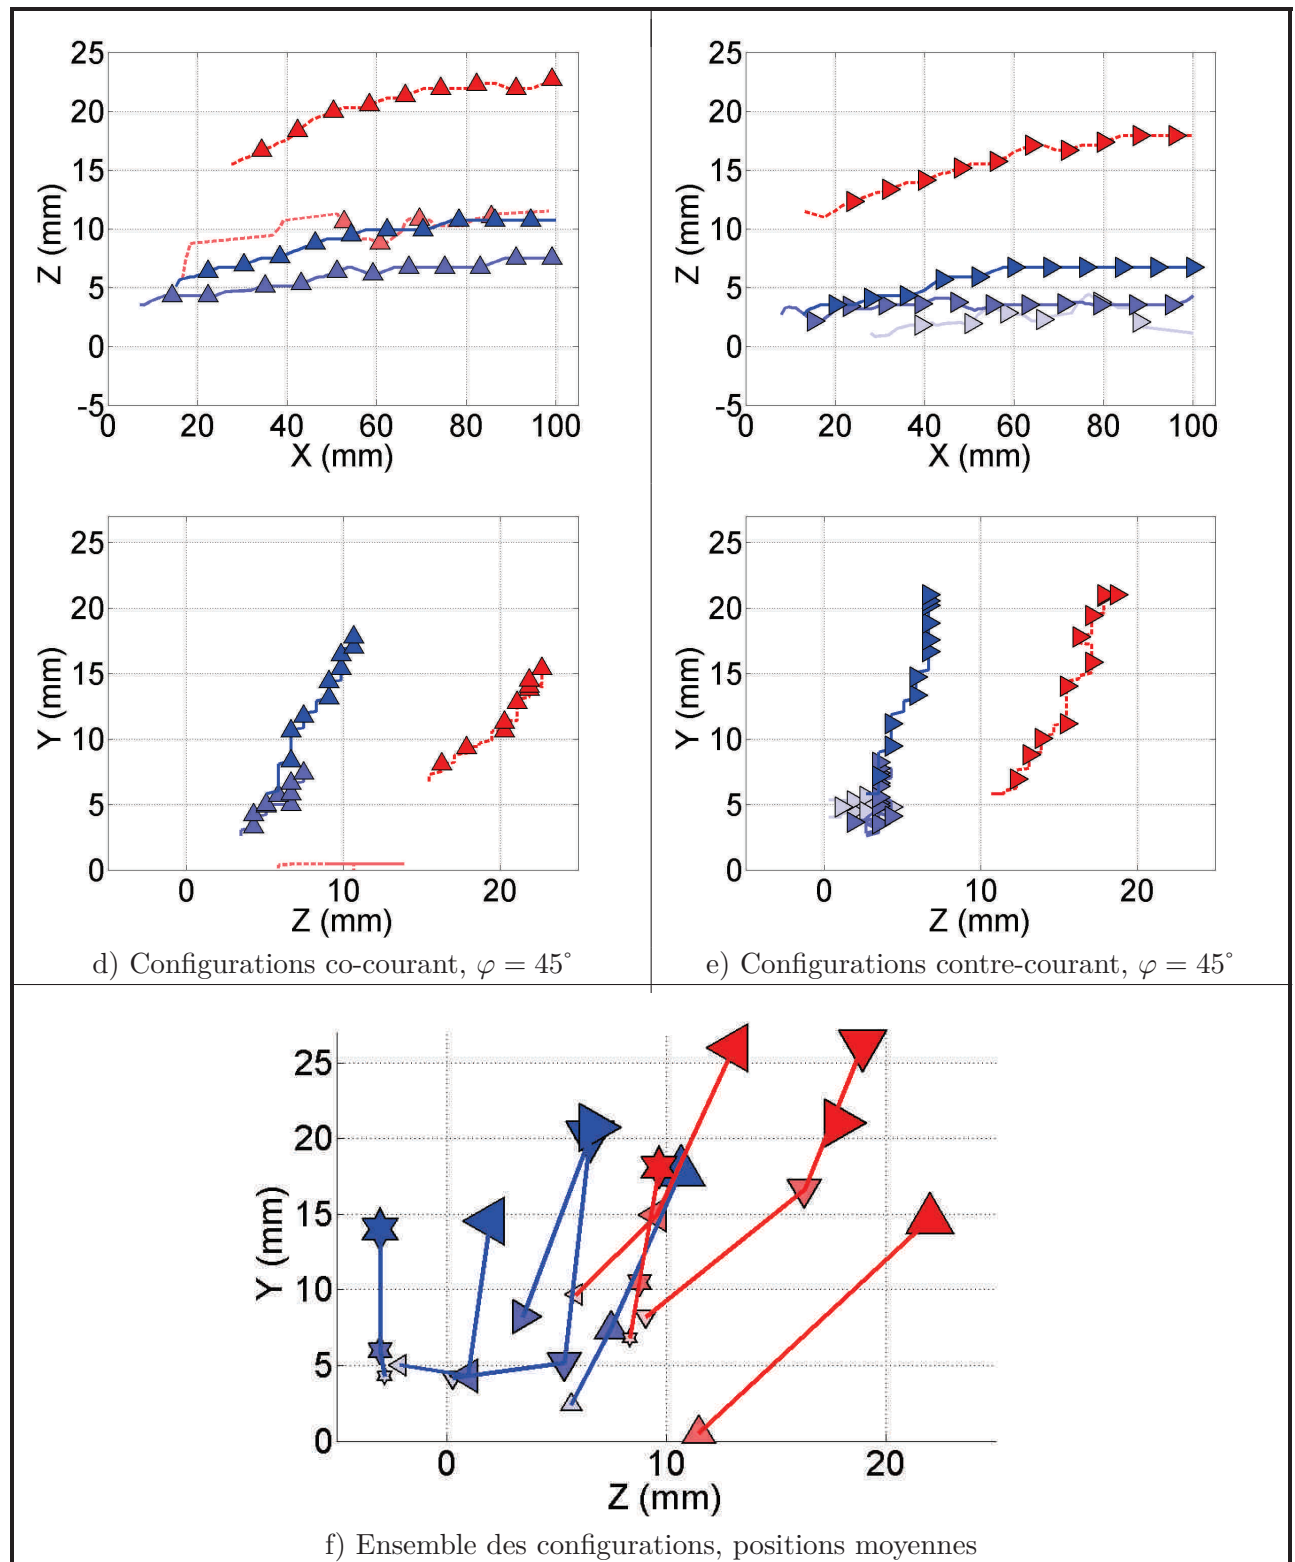 25
20
15
10
5
0
-5
Z (mm)
0 20 40 60 80 100
X (mm)
25
20
15
10
5
0
-5
Z (mm)
20 40 60 80 100
X (mm)
25
20
15
10
5
0
Y (mm)
0 10 20
Z (mm)
25
20
15
10
5
0
Y (mm)
0 10 20
Z (mm)
d) Configurations co-courant, φ = 45°
e) Configurations contre-courant, φ = 45°
25
20
15
10
5
0
Y (mm)
0 10 20
Z (mm)
f) Ensemble des configurations, positions moyennes